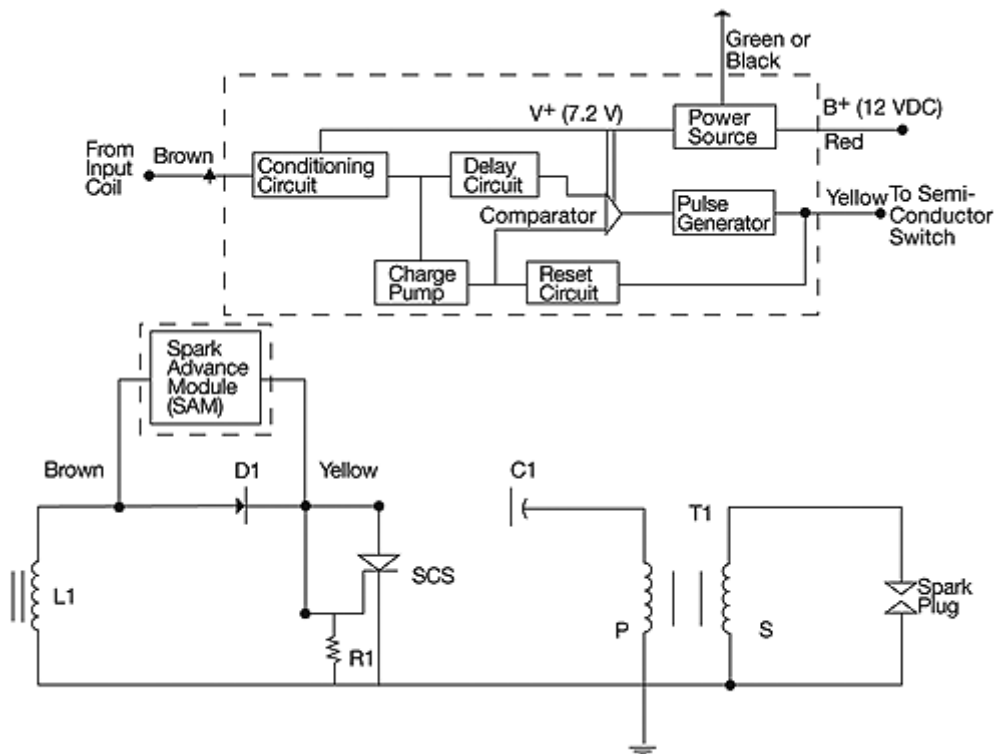 Green or
Black
V+ (7.2 V)
B+ (12 VDC)
Power
Source
Red
From
Input
Coil
Brown
Conditioning
Circuit
Delay
Circuit
Comparator
Pulse
Generator
Yellow
To Semi-
Conductor
Switch
Charge
Pump
Reset
Circuit
Spark
Advance
Module
(SAM)
Brown
D1
Yellow
C1
T1
L1
SCS
R1
P
S
Spark
Plug